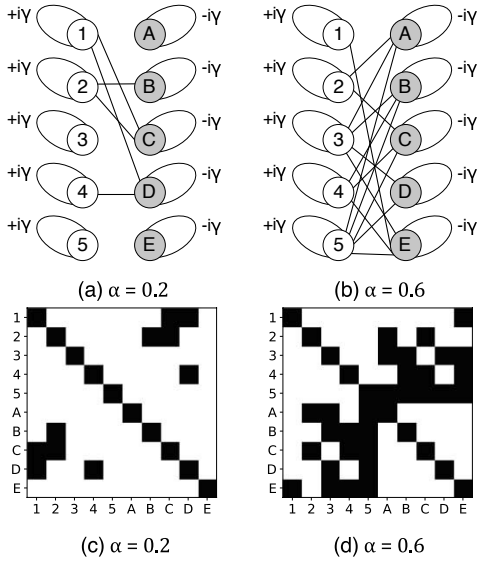 +iγ 1 A -iγ +iγ 1 A -iγ
+iγ 2 B -iγ +iγ 2 B -iγ
+iγ 3 C -iγ +iγ 3 C -iγ
+iγ 4 D -iγ +iγ 4 D -iγ
+iγ 5 E -iγ +iγ 5 E -iγ
(a) α = 0.2 (b) α = 0.6
1 1
2 2
3 3
4 4
5 5
A A
B B
C C
D D
E E
1 2 3 4 5 A B C D E 1 2 3 4 5 A B C D E
(c) α = 0.2 (d) α = 0.6